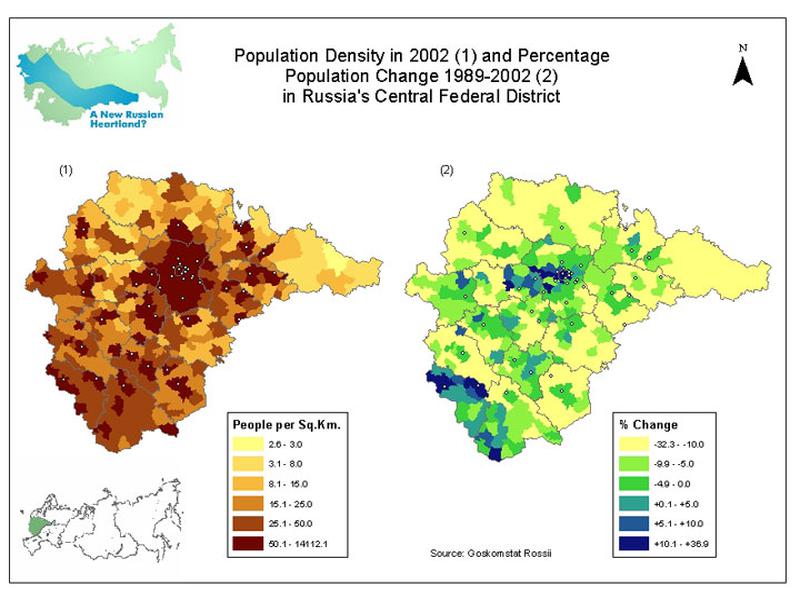 Population Density in 2002 (1) and Percentage
Population Change 1989-2002 (2)
in Russia's Central Federal District
N
A New Russian
Heartland?
(1)
(2)
People per Sq.Km.
2.6 - 3.0
3.1 - 8.0
8.1 - 15.0
15.1 - 25.0
25.1 - 50.0
50.1 - 14112.1
% Change
-32.3 - -10.0
-9.9 - -5.0
-4.9 - 0.0
+0.1 - +5.0
+5.1 - +10.0
+10.1 - +36.9
Source: Goskomstat Rossii